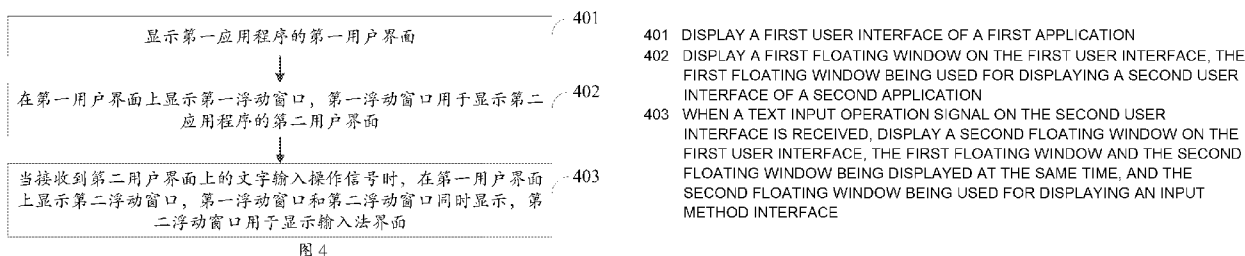 401
显示第一应用程序的第一用户界面
402
在第一用户界面上显示第一浮动窗口，第一浮动窗口用于显示第二
应用程序的第二用户界面
403
当接收到第二用户界面上的文字输入操作信号时，在第一用户界面
上显示第二浮动窗口，第一浮动窗口和第二浮动窗口同时显示，第
二浮动窗口用于显示输入法界面
图4
401 DISPLAY A FIRST USER INTERFACE OF A FIRST APPLICATION
402 DISPLAY A FIRST FLOATING WINDOW ON THE FIRST USER INTERFACE, THE
FIRST FLOATING WINDOW BEING USED FOR DISPLAYING A SECOND USER
INTERFACE OF A SECOND APPLICATION
403 WHEN A TEXT INPUT OPERATION SIGNAL ON THE SECOND USER
INTERFACE IS RECEIVED, DISPLAY A SECOND FLOATING WINDOW ON THE
FIRST USER INTERFACE, THE FIRST FLOATING WINDOW AND THE SECOND
FLOATING WINDOW BEING DISPLAYED AT THE SAME TIME, AND THE
SECOND FLOATING WINDOW BEING USED FOR DISPLAYING AN INPUT
METHOD INTERFACE